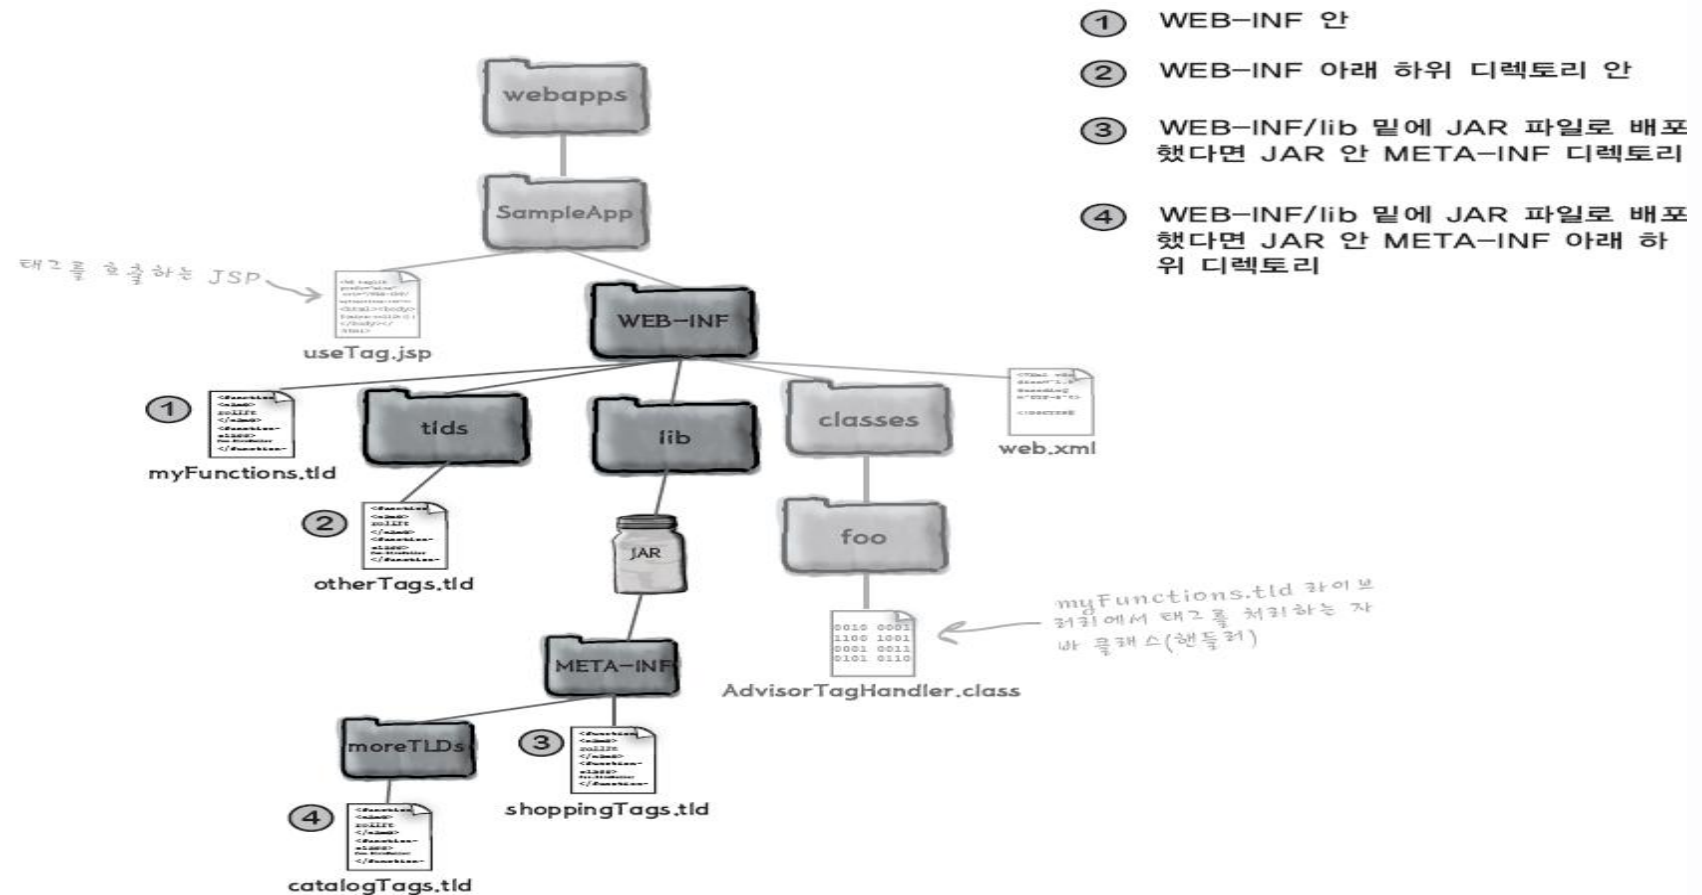 ① WEB-INF 안
② WEB-INF 아래 하위 디렉토리 안
③ WEB-INF/lib 밑에 JAR 파일로 배포
했다면 JAR 안 META-INF 디렉토리
④ WEB-INF/lib 밑에 JAR 파일로 배포
했다면 JAR 안 META-INF 아래 하
위 디렉토리
webapps
SampleApp
태그를 호출하는 JSP
useTag.jsp
WEB-INF
①
myFunctions.tld
tlds
lib
classes
web.xml
②
otherTags.tld
JAR
foo
myFunctions.tld 라이브
러리에서 태그를 처리하는 자
바 클래스(핸들러)
0010 0001
1100 1001
0001 0011
0101 0110
AdvisorTagHandler.class
META-INF
moreTLDs
③
shoppingTags.tld
④
catalogTags.tld